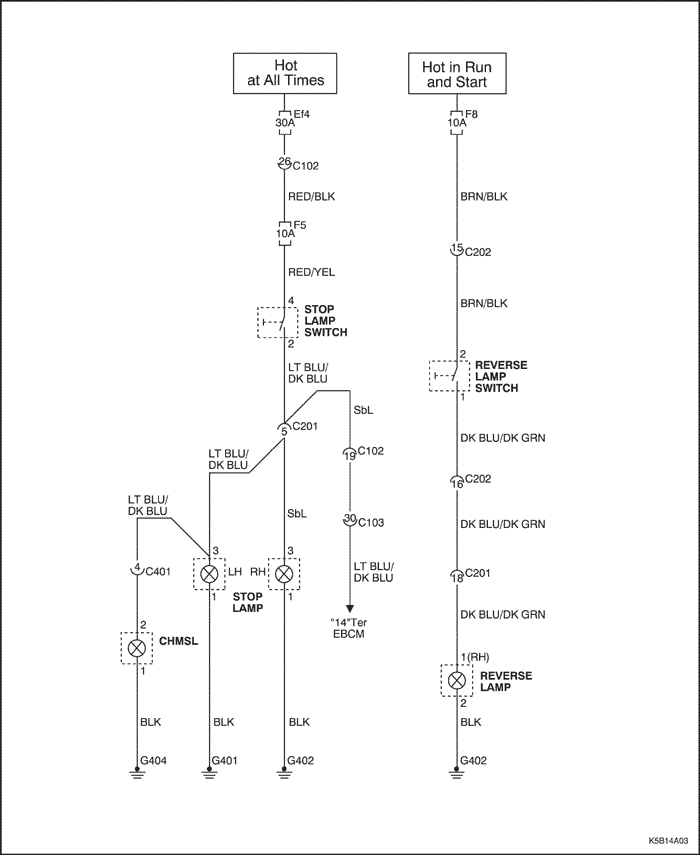 Hot
at All Times
Hot in Run
and Start
Ef4
30A
F8
10A
26
C102
RED/BLK
BRN/BLK
F5
10A
15
C202
RED/YEL
4
STOP
LAMP
SWITCH
2
BRN/BLK
2
REVERSE
LAMP
SWITCH
1
LT BLU/
DK BLU
SbL
5
C201
DK BLU/DK GRN
LT BLU/
DK BLU
19
C102
16
C202
LT BLU/
DK BLU
SbL
30
C103
DK BLU/DK GRN
4
C401
3
LH
1
RH
3
1
STOP
LAMP
LT BLU/
DK BLU
18
C201
"14"Ter
EBCM
DK BLU/DK GRN
2
CHMSL
1
1(RH)
REVERSE
LAMP
2
BLK
BLK
BLK
BLK
G404
G401
G402
G402
K5B14A03